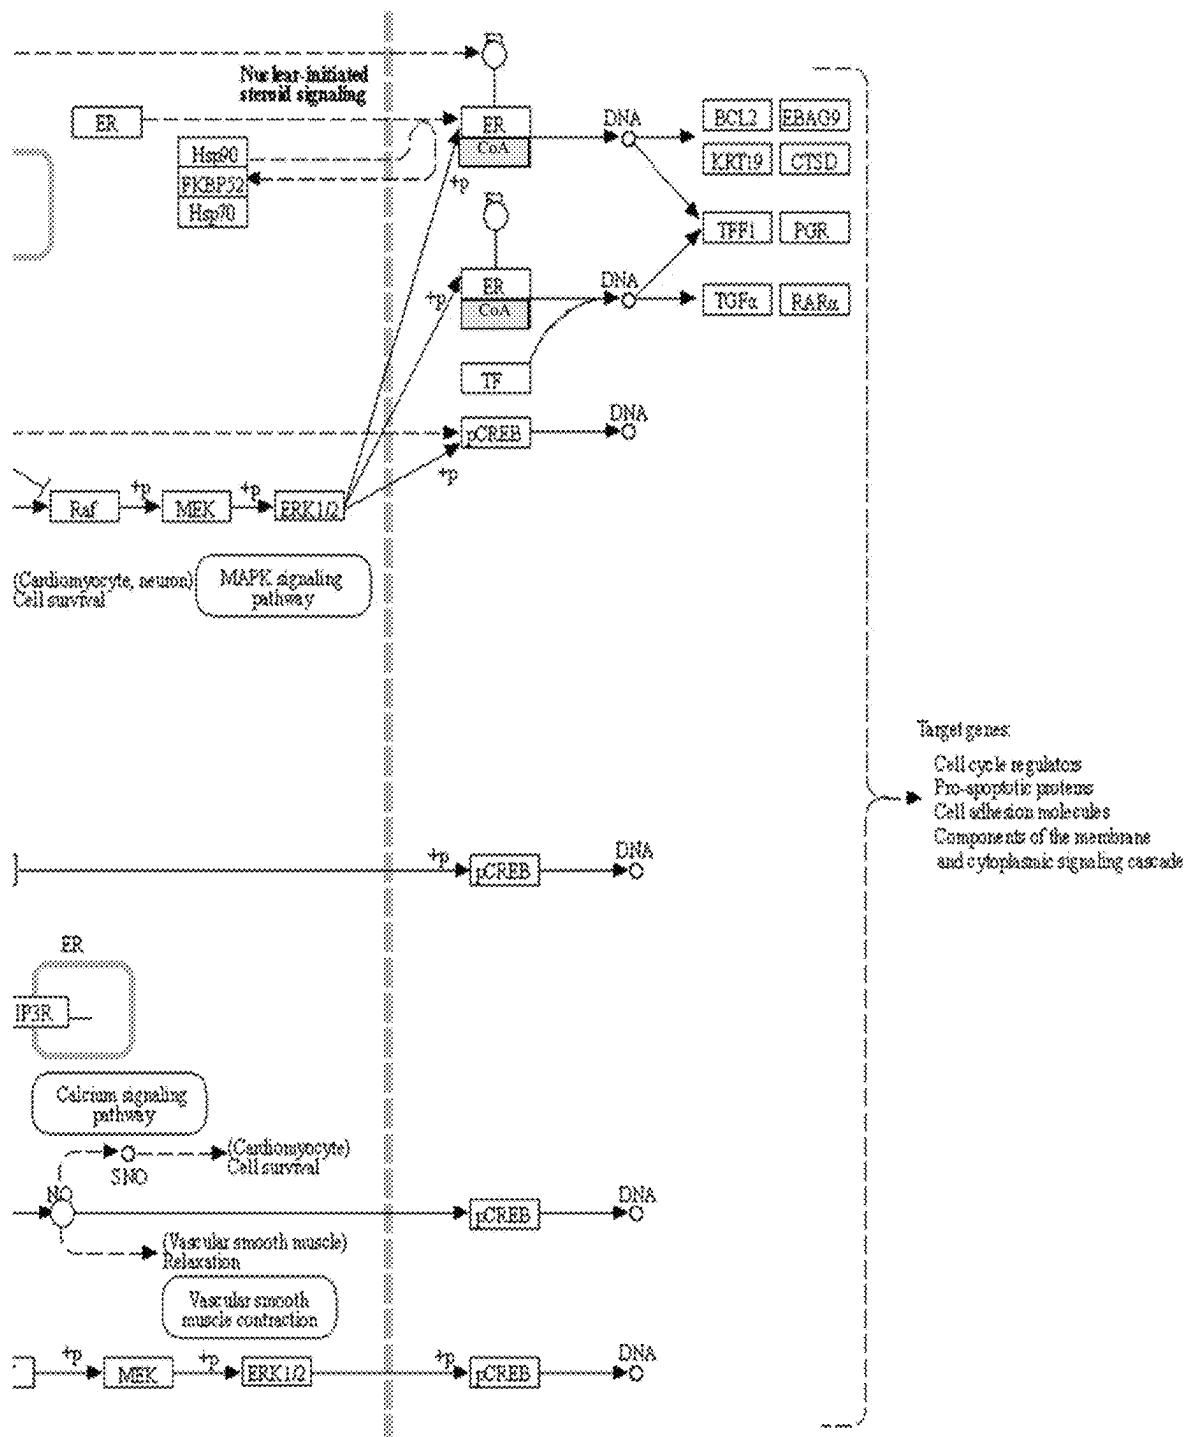 E2
Nuclear-initiated
steroid signaling
ER
ER
CoA
DNA
BCL2
EBAG9
Hsp90
FKBP52
Hsp70
+p
KRT19
CTSD
E2
TFF1
PGR
ER
CoA
+p
DNA
TGFα
RARα
TF
pCREB
DNA
+p
Raf
+p
MEK
+p
ERK1/2
(Cardiomyocyte, neuron)
Cell survival
MAPK signaling
pathway
Target genes:
Cell cycle regulators
Pro-apoptotic proteins
Cell adhesion molecules
Components of the membrane
and cytoplasmic signaling cascade
+p
pCREB
DNA
ER
IP3R
Calcium signaling
pathway
SNO
(Cardiomyocyte)
Cell survival
NO
pCREB
DNA
(Vascular smooth muscle)
Relaxation
Vascular smooth
muscle contraction
+p
MEK
+p
ERK1/2
+p
pCREB
DNA